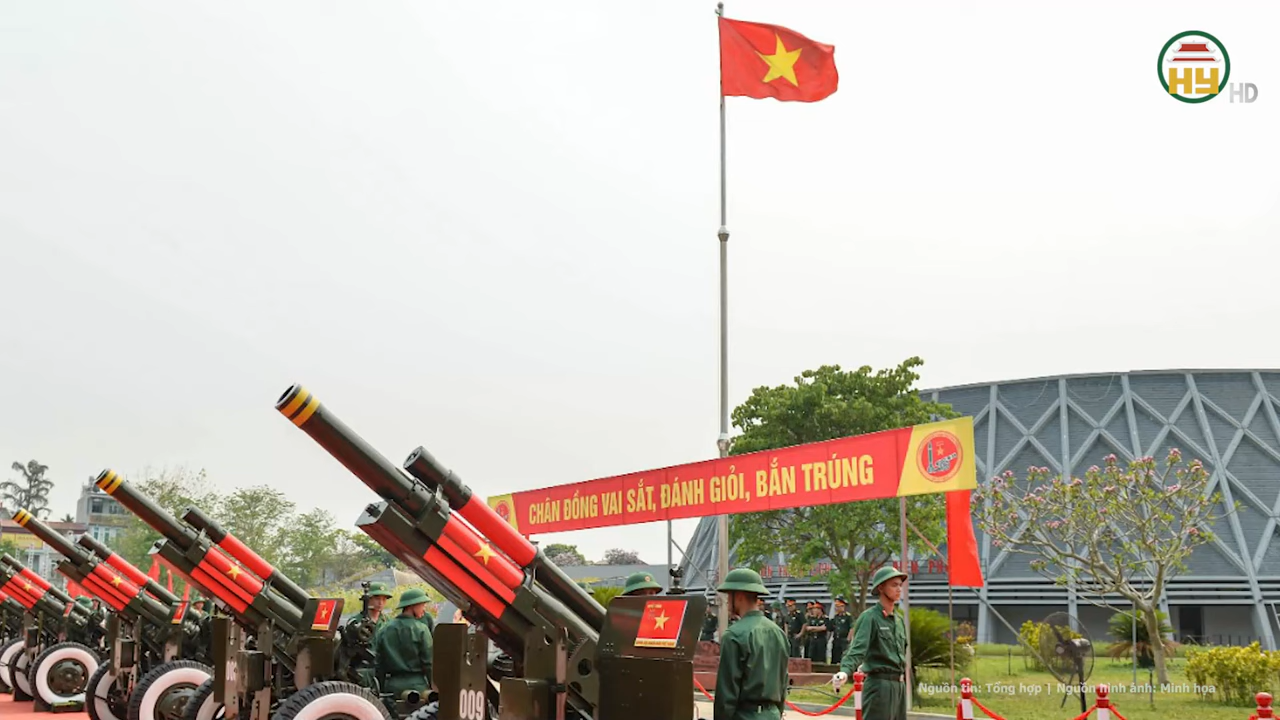 HY HD
CHÂN ĐỒNG VAI SẮT, ĐÁNH GIỎI, BẮN TRÚNG
009
Nguồn tin: Tổng hợp | Nguồn hình ảnh: Minh họa